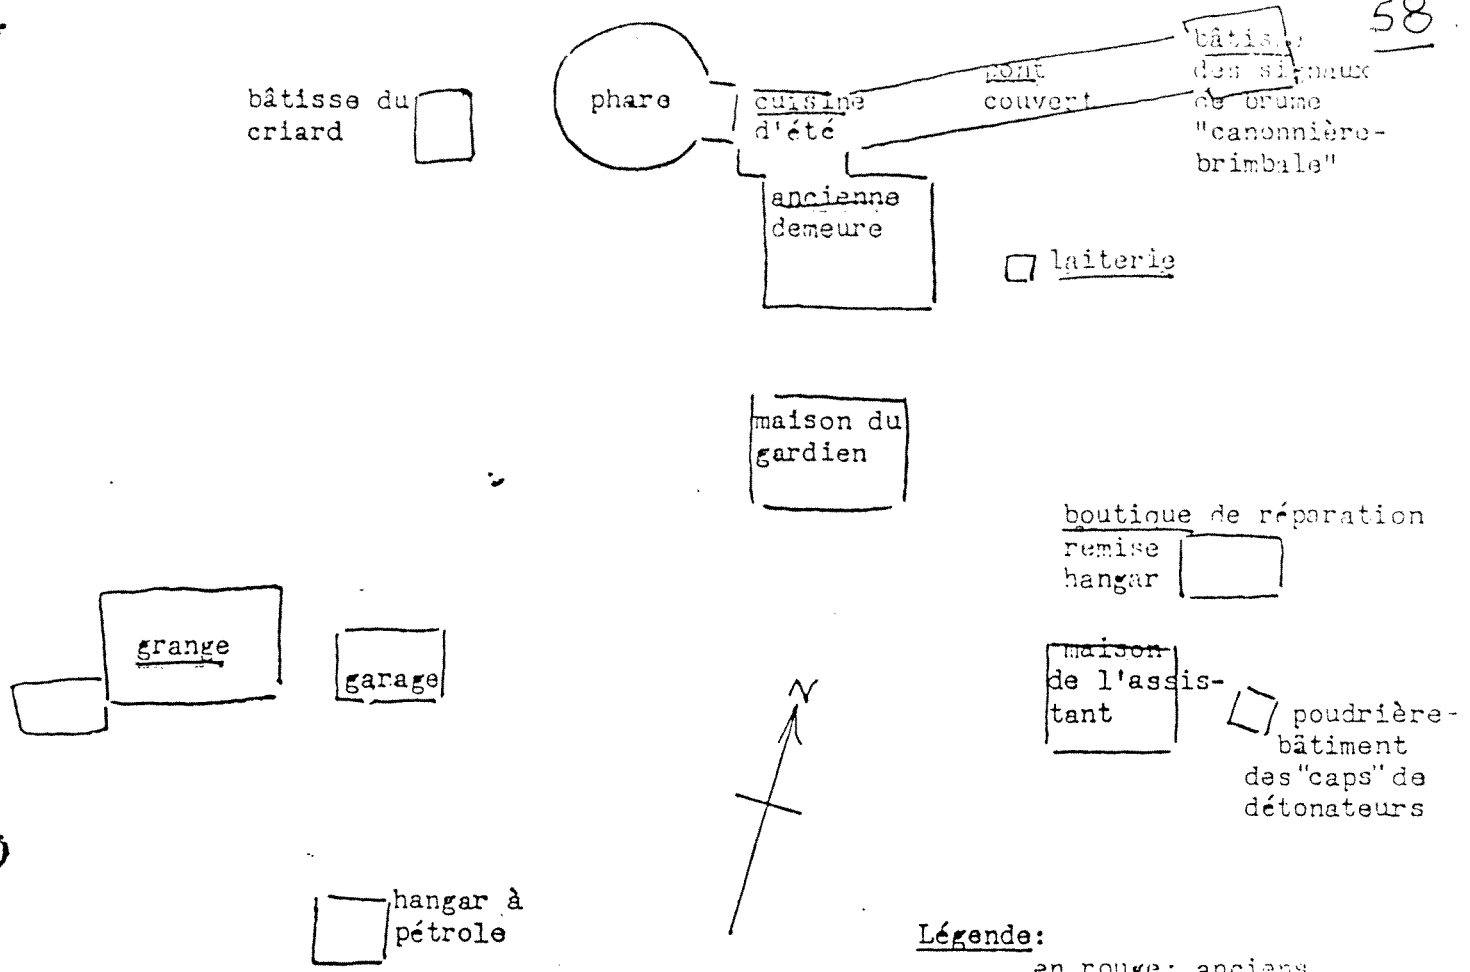 58
bâtisse
des signaux
de brume
"canonnière-
brimbale"
pont
couvert
bâtisse du
criard
phare
cuisine
d'été
ancienne
demeure
laiterie
maison du
gardien
boutique de réparation
remise
hangar
grange
garage
maison
de l'assis-
tant
poudrière-
bâtiment
des "caps" de
détonateurs
N
hangar à
pétrole
Légende:
en rouge: anciens